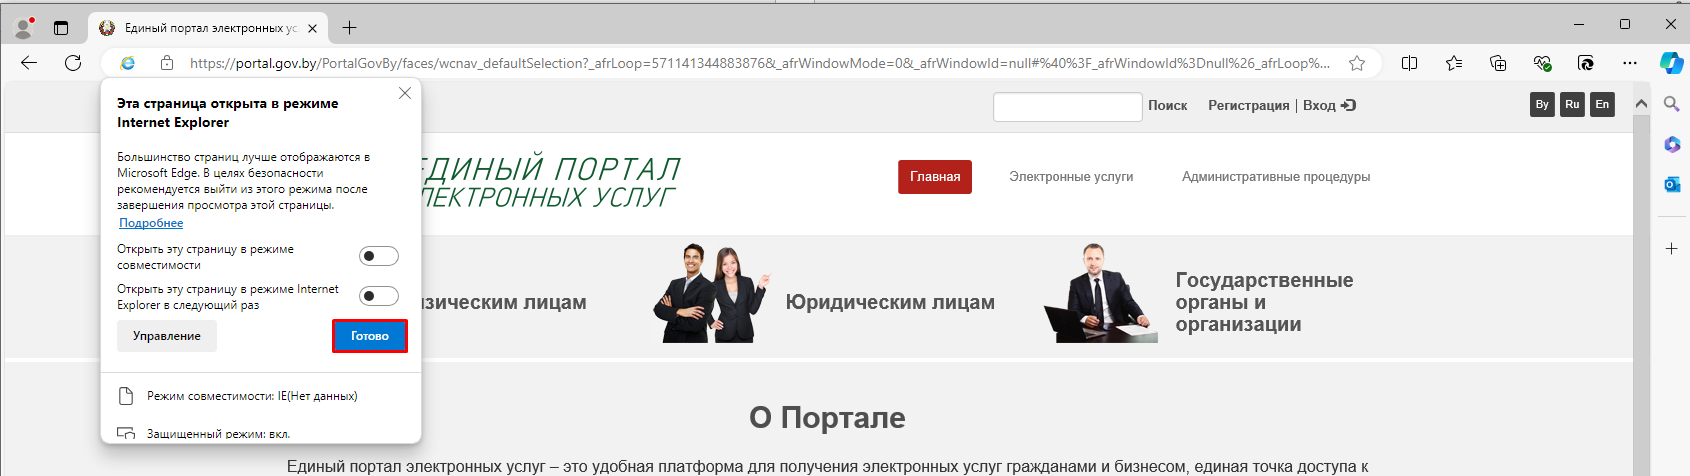 Единый портал электронных ус
https://portal.gov.by/PortalGovBy/faces/wcnav_defaultSelection?_afrLoop=5711413448838768&_afrWindowMode=0&_afrWindowId=null#%40%3F_afrWindowId%3Dnull%26_afrLoop%...
Эта страница открыта в режиме
Internet Explorer
Большинство страниц лучше отображаются в
Microsoft Edge. В целях безопасности
рекомендуется выйти из этого режима после
завершения просмотра этой страницы.
Подробнее
Открыть эту страницу в режиме
совместимости
Открыть эту страницу в режиме Internet
Explorer в следующий раз
Управление
Готово
Режим совместимости: IE(Нет данных)
Защищенный режим: вкл.
Поиск
Регистрация | Вход
By Ru En
ЕДИНЫЙ ПОРТАЛ
ЛЕКТРОННЫХ УСЛУГ
Главная
Электронные услуги
Административные процедуры
изическим лицам
Юридическим лицам
Государственные
органы и
организации
О Портале
Единый портал электронных услуг – это удобная платформа для получения электронных услуг гражданами и бизнесом, единая точка доступа к